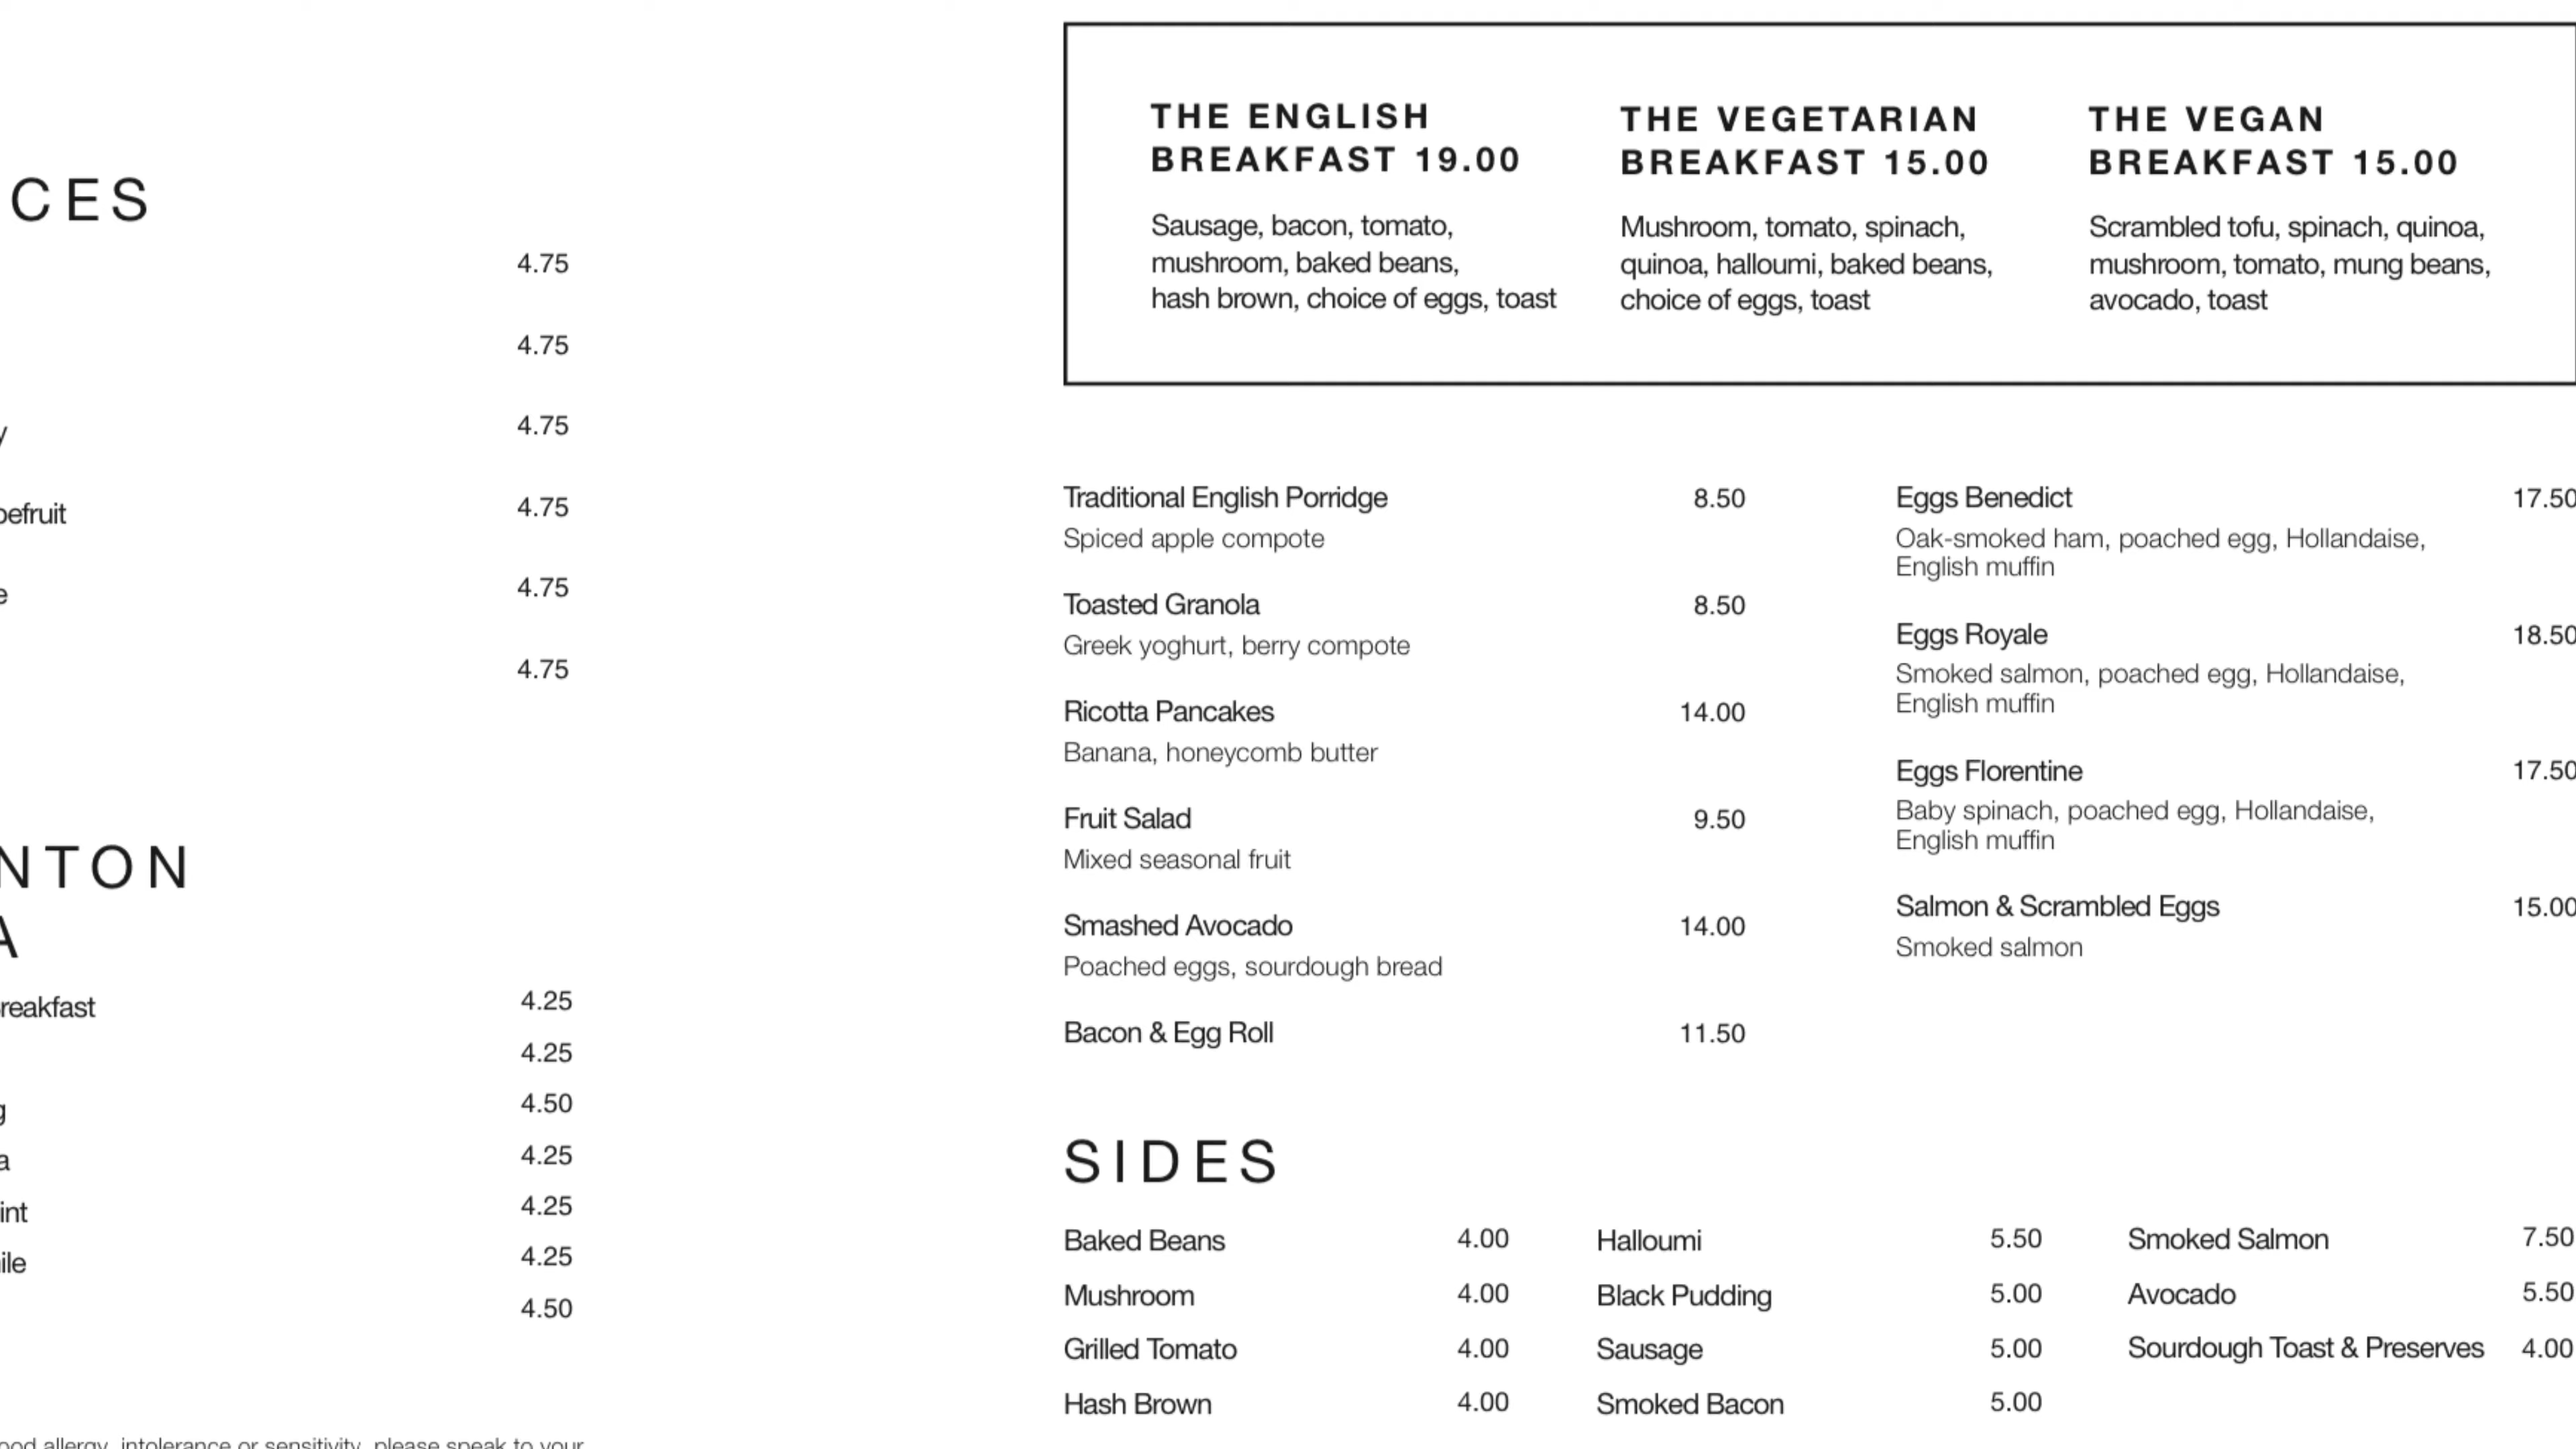 CES
4.75
4.75
y 4.75
pefruit 4.75
e 4.75
4.75
NTON
A
reakfast 4.25
4.25
g 4.50
a 4.25
int 4.25
ile 4.25
4.50
ood allergy, intolerance or sensitivity, please speak to your
THE ENGLISH
BREAKFAST 19.00
Sausage, bacon, tomato,
mushroom, baked beans,
hash brown, choice of eggs, toast
THE VEGETARIAN
BREAKFAST 15.00
Mushroom, tomato, spinach,
quinoa, halloumi, baked beans,
choice of eggs, toast
THE VEGAN
BREAKFAST 15.00
Scrambled tofu, spinach, quinoa,
mushroom, tomato, mung beans,
avocado, toast
Traditional English Porridge 8.50
Spiced apple compote
Toasted Granola 8.50
Greek yoghurt, berry compote
Ricotta Pancakes 14.00
Banana, honeycomb butter
Fruit Salad 9.50
Mixed seasonal fruit
Smashed Avocado 14.00
Poached eggs, sourdough bread
Bacon & Egg Roll 11.50
Eggs Benedict 17.50
Oak-smoked ham, poached egg, Hollandaise,
English muffin
Eggs Royale 18.50
Smoked salmon, poached egg, Hollandaise,
English muffin
Eggs Florentine 17.50
Baby spinach, poached egg, Hollandaise,
English muffin
Salmon & Scrambled Eggs 15.00
Smoked salmon
SIDES
Baked Beans 4.00
Mushroom 4.00
Grilled Tomato 4.00
Hash Brown 4.00
Halloumi 5.50
Black Pudding 5.00
Sausage 5.00
Smoked Bacon 5.00
Smoked Salmon 7.50
Avocado 5.50
Sourdough Toast & Preserves 4.00